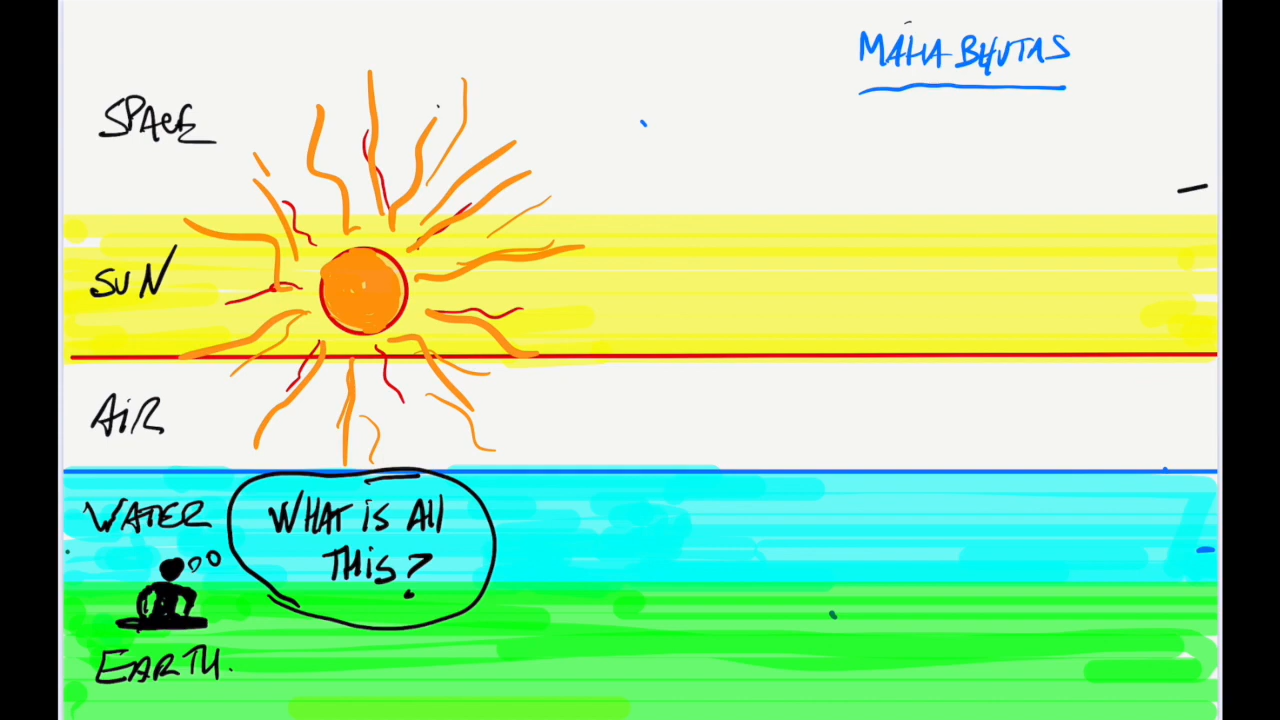 MAHA BHUTAS
SPACE
SUN
AIR
WATER
WHAT IS All
THIS?
EARTH.